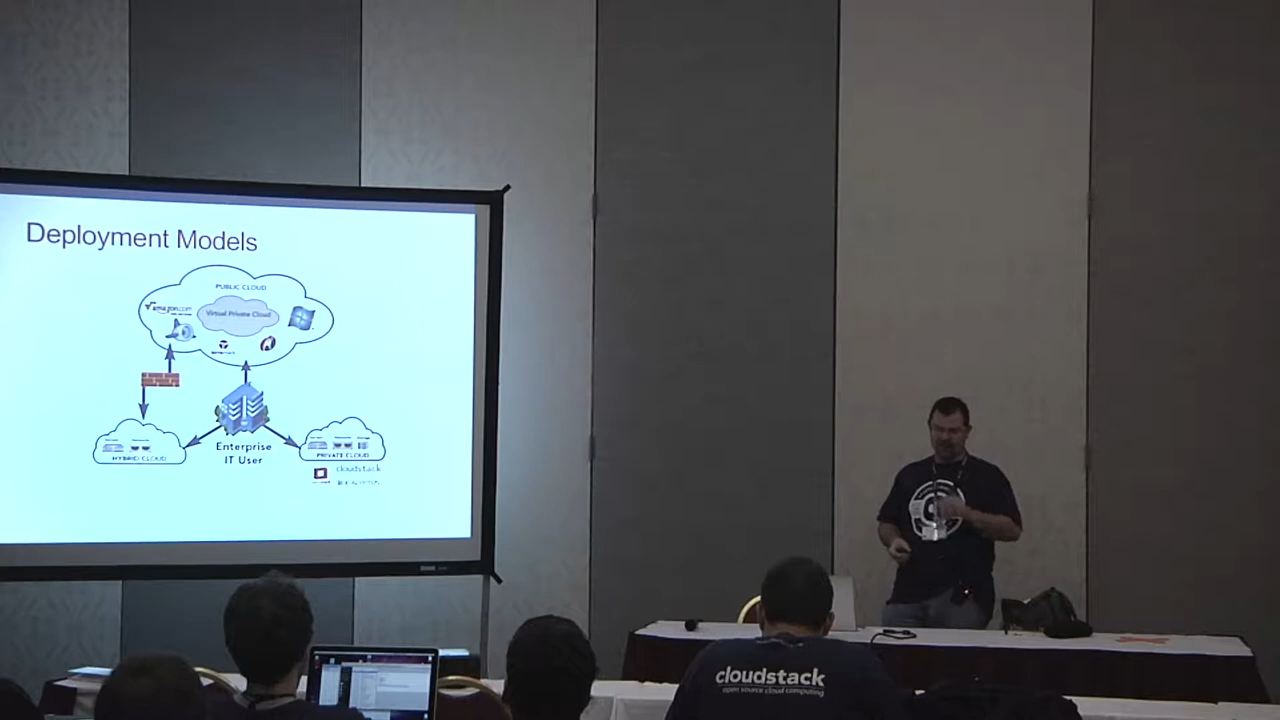 Deployment Models
PUBLIC CLOUD
amazon.com
Virtual Private Cloud
HYBRID CLOUD
Enterprise
IT User
PRIVATE CLOUD
cloudstack
cloudstack
open source cloud computing